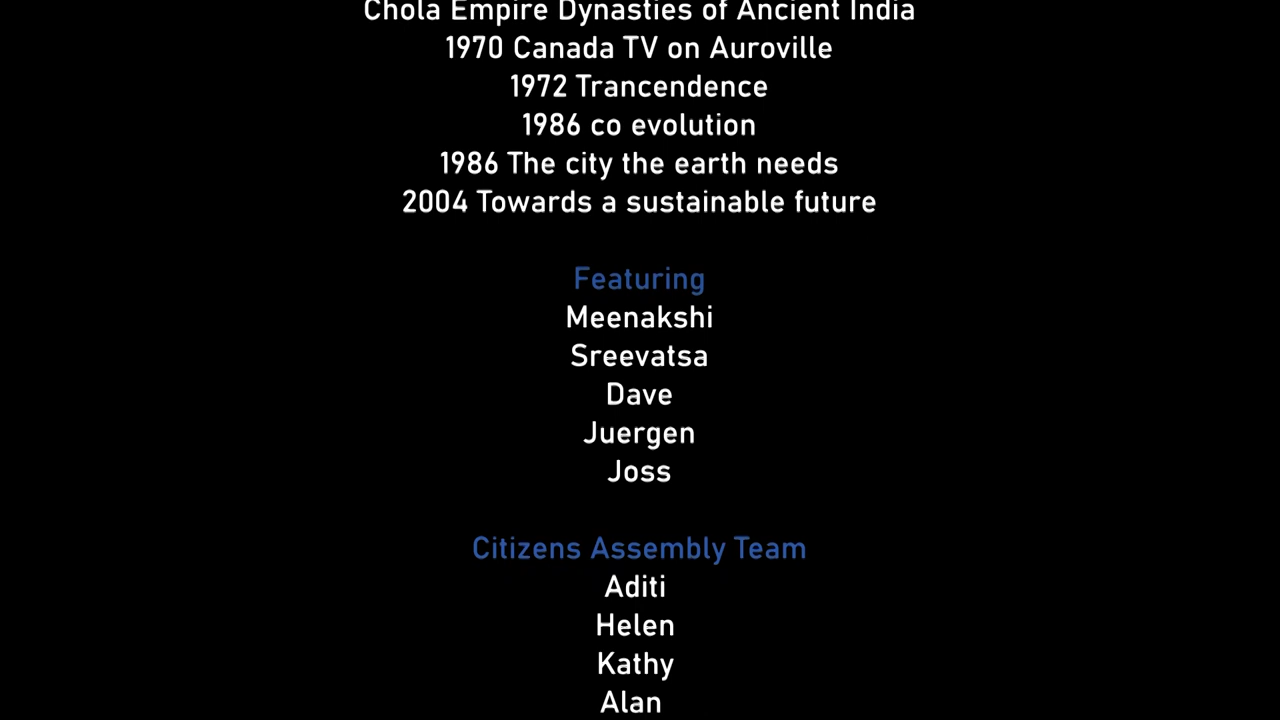 Chola Empire Dynasties of Ancient India
1970 Canada TV on Auroville
1972 Trancendence
1986 co evolution
1986 The city the earth needs
2004 Towards a sustainable future
Featuring
Meenakshi
Sreevatsa
Dave
Juergen
Joss
Citizens Assembly Team
Aditi
Helen
Kathy
Alan